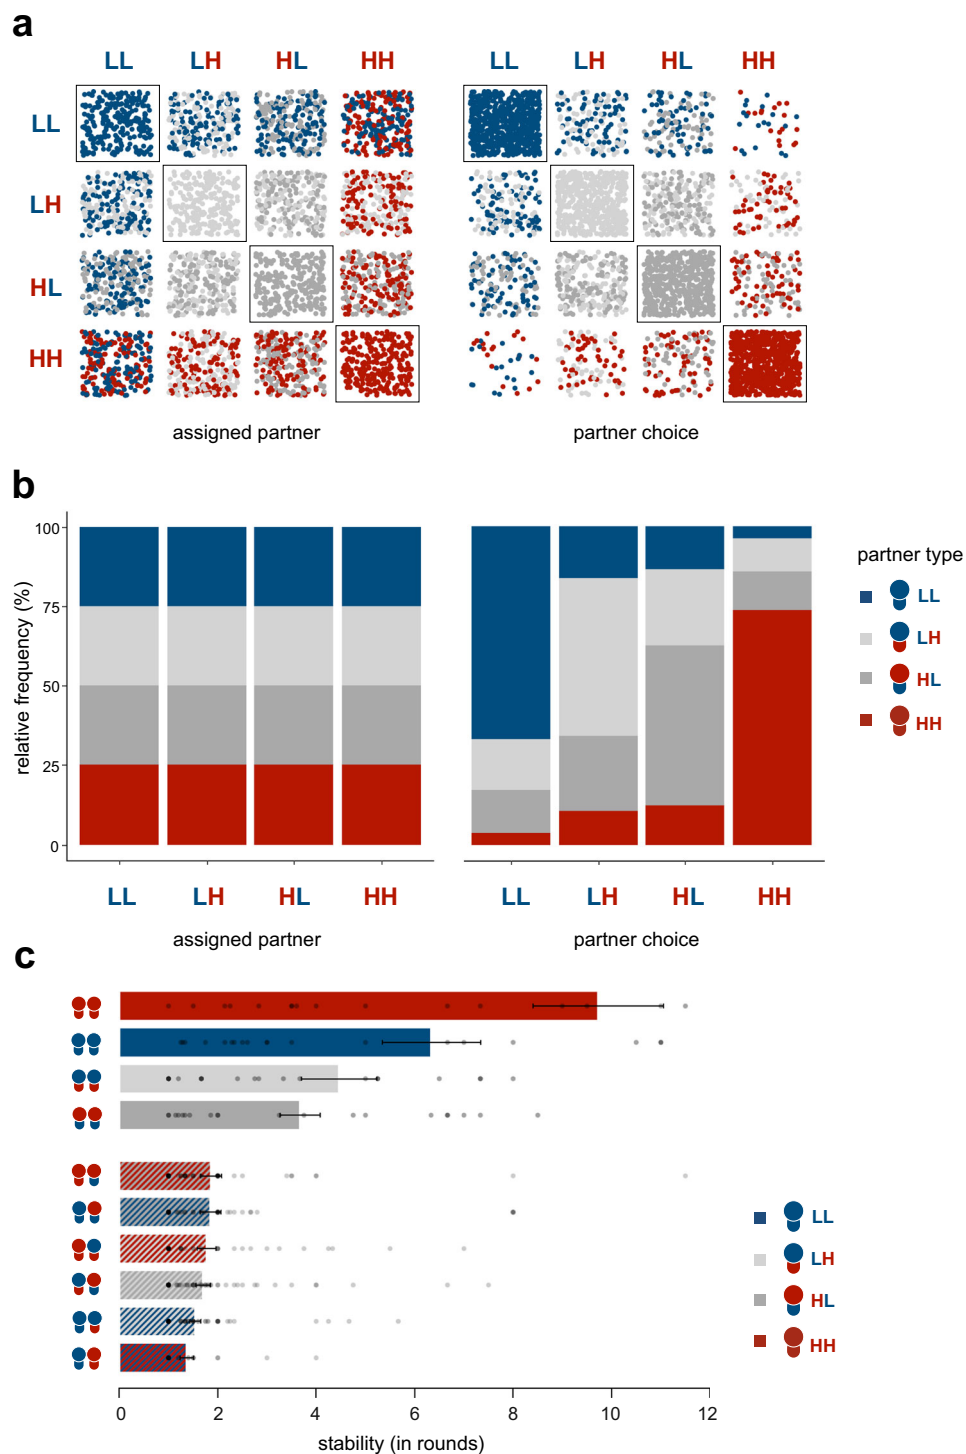 a
LL LH HL HH LL LH HL HH
LL
LH
HL
HH
assigned partner partner choice
b
relative frequency (%)
100
75
50
25
0
LL LH HL HH LL LH HL HH
assigned partner partner choice
partner type
LL
LH
HL
HH
c
LL
LH
HL
HH
0 2 4 6 8 10 12
stability (in rounds)